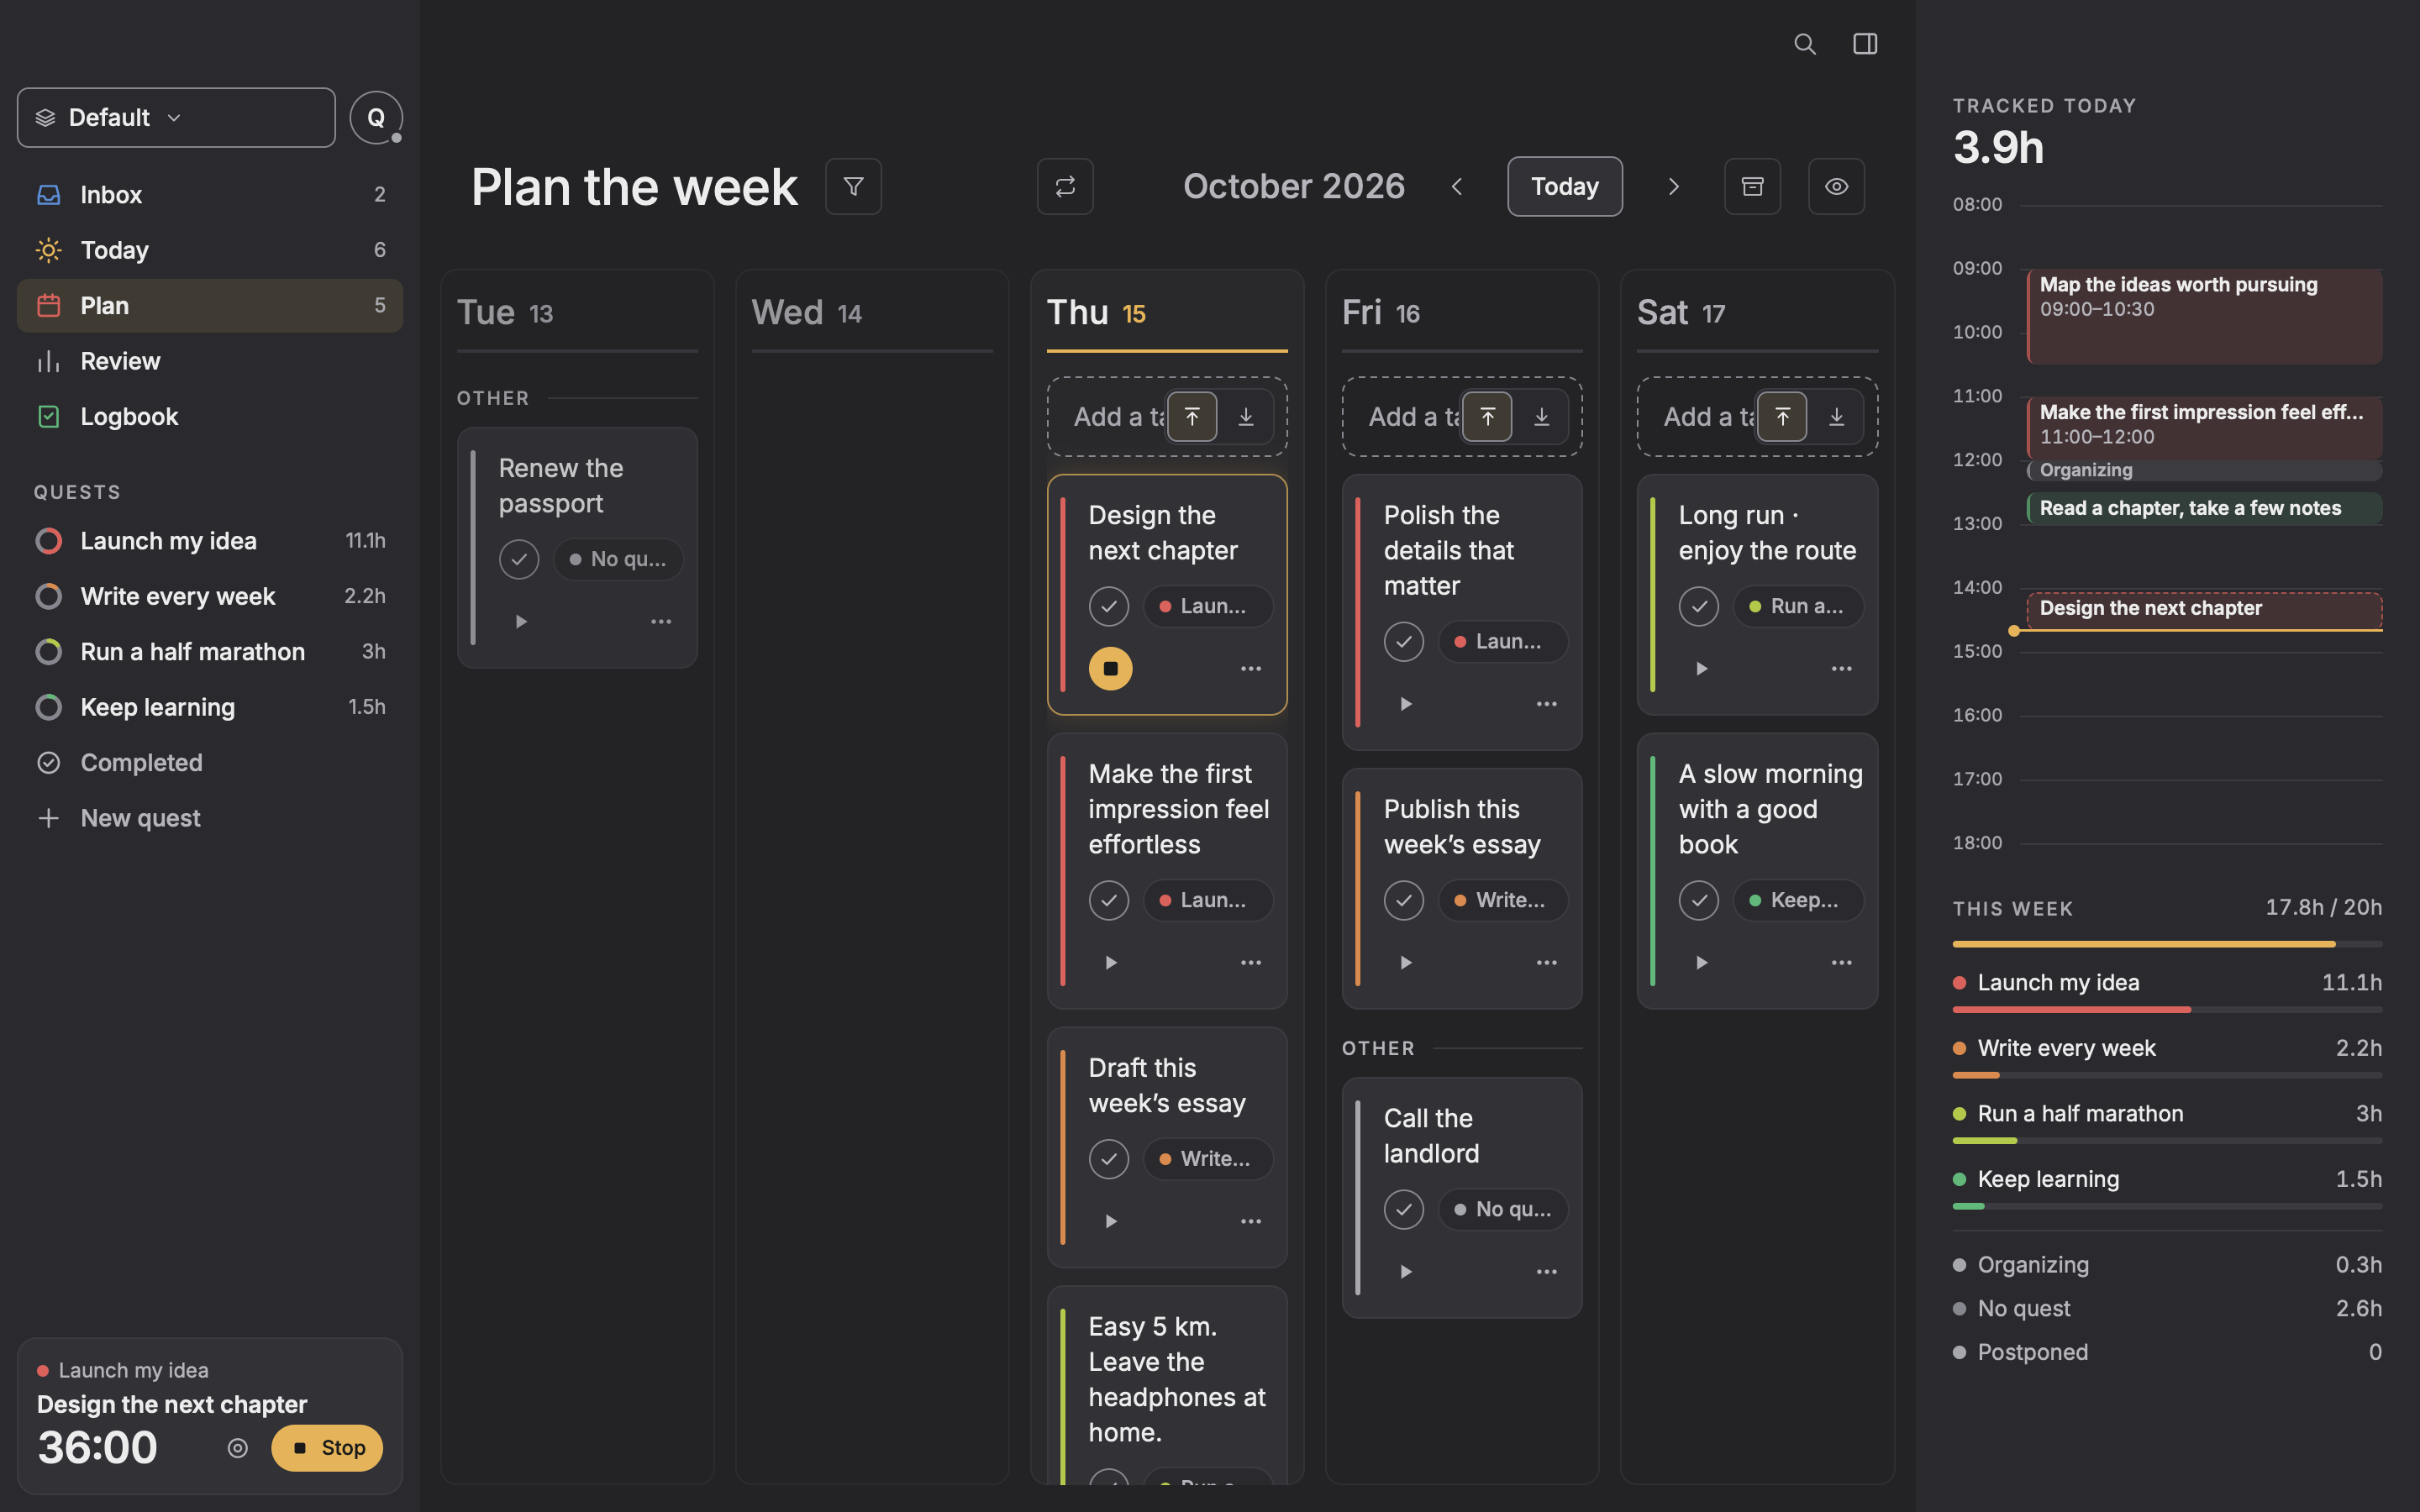 Default
Q
Inbox 2
Today 6
Plan 5
Review
Logbook
QUESTS
Launch my idea 11.1h
Write every week 2.2h
Run a half marathon 3h
Keep learning 1.5h
Completed
New quest
Launch my idea
Design the next chapter
36:00 Stop
Plan the week
October 2026
Today
Tue 13
OTHER
Renew the
passport
No qu...
Wed 14
Thu 15
Add a ta
Design the
next chapter
Laun...
Make the first
impression feel
effortless
Laun...
Draft this
week’s essay
Write...
Easy 5 km.
Leave the
headphones at
home.
Fri 16
Add a ta
Polish the
details that
matter
Laun...
Publish this
week’s essay
Write...
OTHER
Call the
landlord
No qu...
Sat 17
Add a ta
Long run ·
enjoy the route
Run a...
A slow morning
with a good
book
Keep...
TRACKED TODAY
3.9h
08:00
09:00
Map the ideas worth pursuing
09:00–10:30
10:00
11:00
Make the first impression feel eff...
11:00–12:00
12:00
Organizing
Read a chapter, take a few notes
13:00
14:00
Design the next chapter
15:00
16:00
17:00
18:00
THIS WEEK 17.8h / 20h
Launch my idea 11.1h
Write every week 2.2h
Run a half marathon 3h
Keep learning 1.5h
Organizing 0.3h
No quest 2.6h
Postponed 0